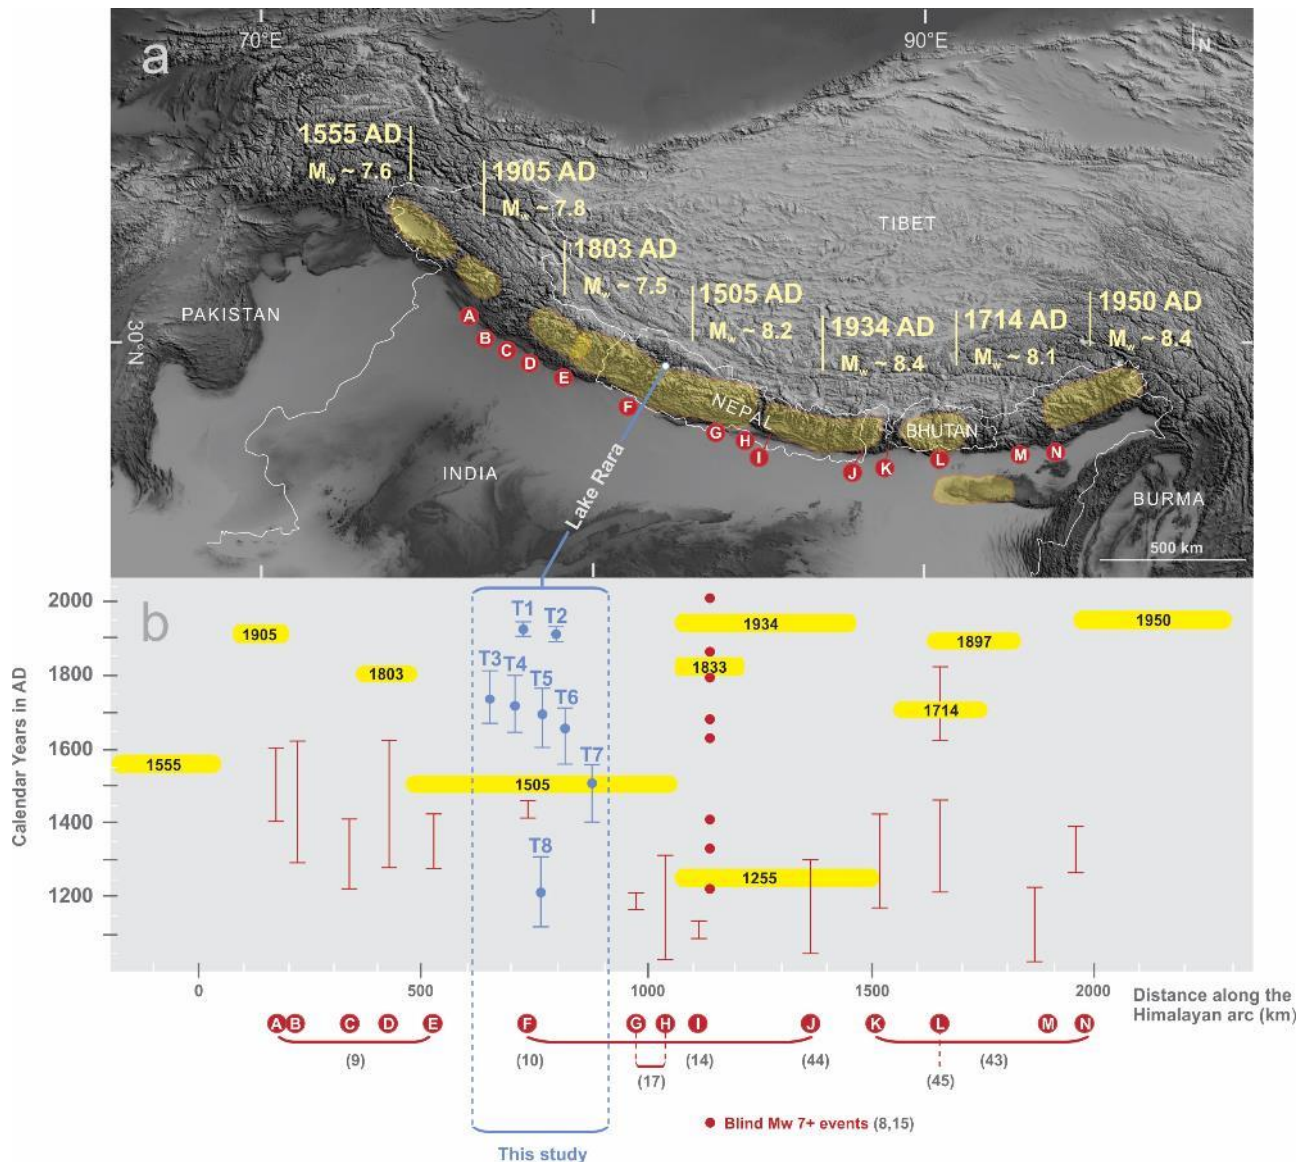 70°E
90°E
N
a
1555 AD
Mw ~ 7.6
1905 AD
Mw ~ 7.8
1803 AD
Mw ~ 7.5
1505 AD
Mw ~ 8.2
1934 AD
Mw ~ 8.4
1714 AD
Mw ~ 8.1
1950 AD
Mw ~ 8.4
TIBET
PAKISTAN
30°N
A
B
C
D
E
F
G
H
I
J
K
L
M
N
NEPAL
BHUTAN
INDIA
BURMA
Lake Rara
500 km
b
Calendar Years in AD
2000
1800
1600
1400
1200
1905
1803
1555
1505
T1
T2
T3
T4
T5
T6
T7
T8
1934
1833
1255
1950
1897
1714
0
500
1000
1500
2000
Distance along the
Himalayan arc (km)
A B C D E F G H I J K L M N
(9)
(10)
(14)
(44)
(43)
(17)
(45)
Blind Mw 7+ events (8,15)
This study